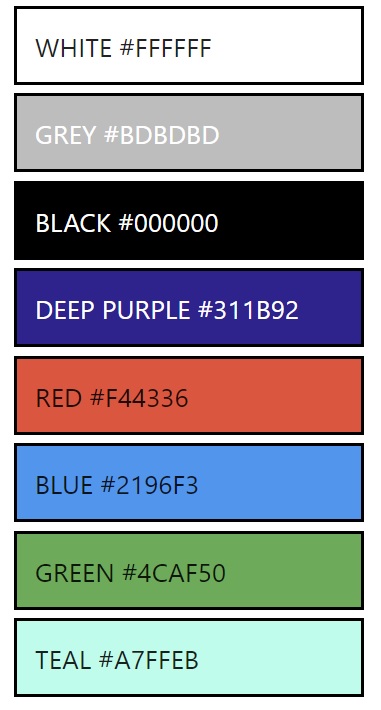 WHITE #FFFFFF
GREY #BDBDBD
BLACK #000000
DEEP PURPLE #311B92
RED #F44336
BLUE #2196F3
GREEN #4CAF50
TEAL #A7FFEB